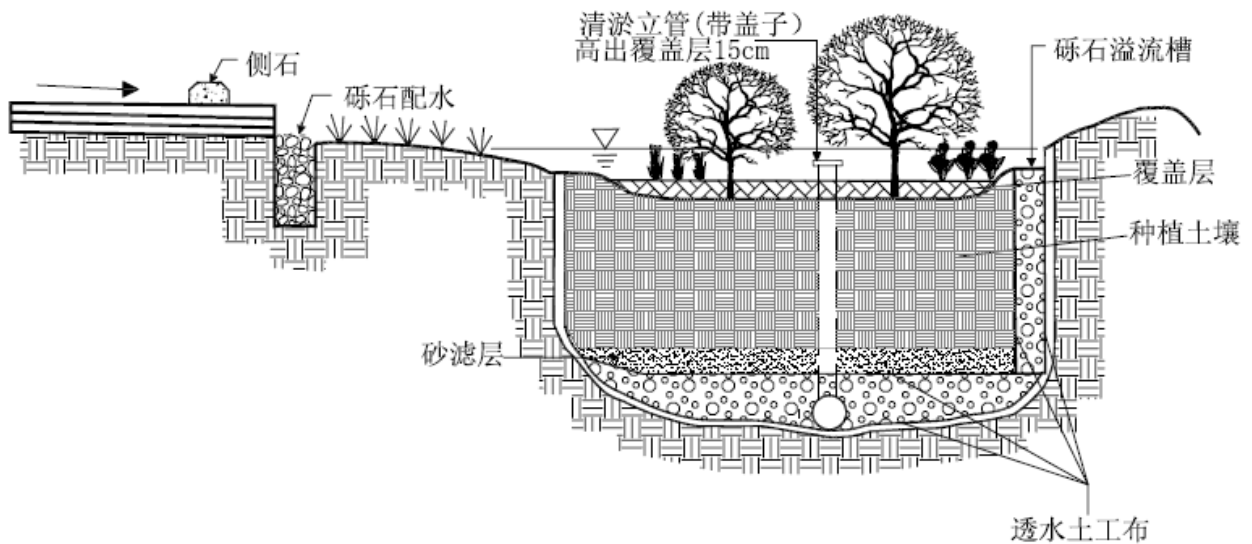 清淤立管(带盖子)
高出覆盖层15cm
砾石溢流槽
侧石
砾石配水
覆盖层
种植土壤
砂滤层
透水土工布